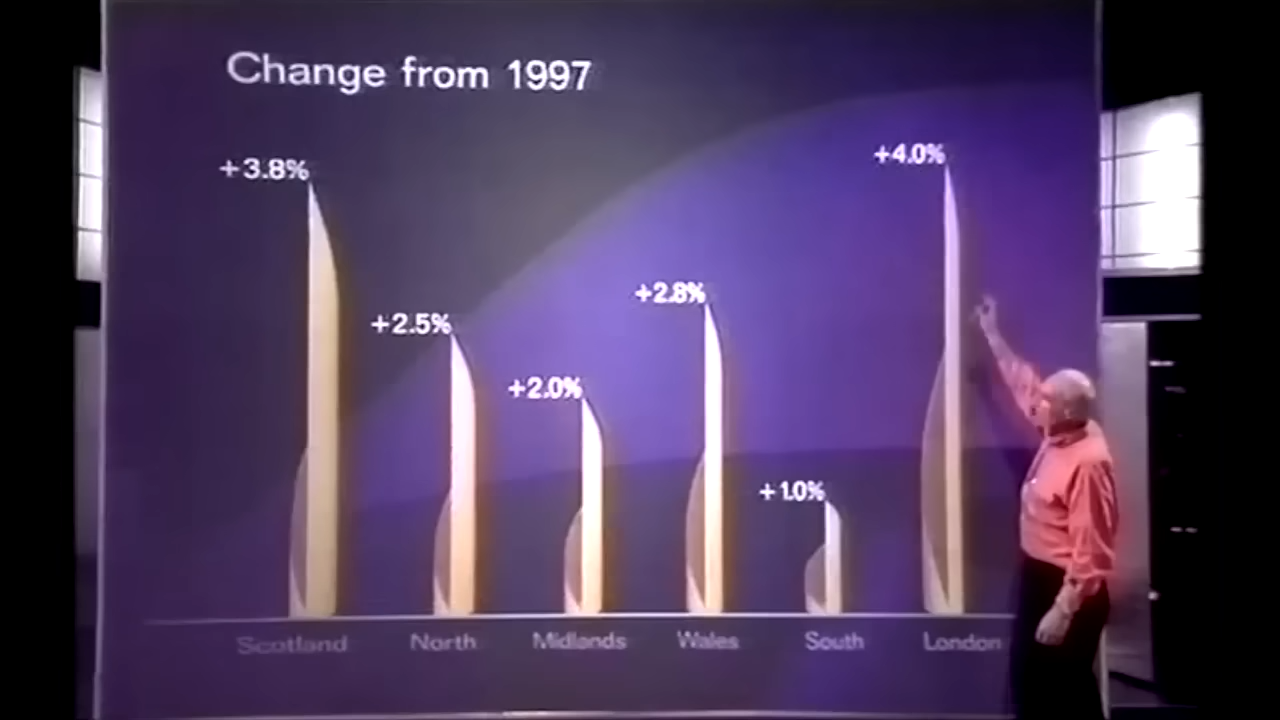 Change from 1997
+3.8%
+2.5%
+2.0%
+2.8%
+1.0%
+4.0%
Scotland
North
Midlands
Wales
South
London